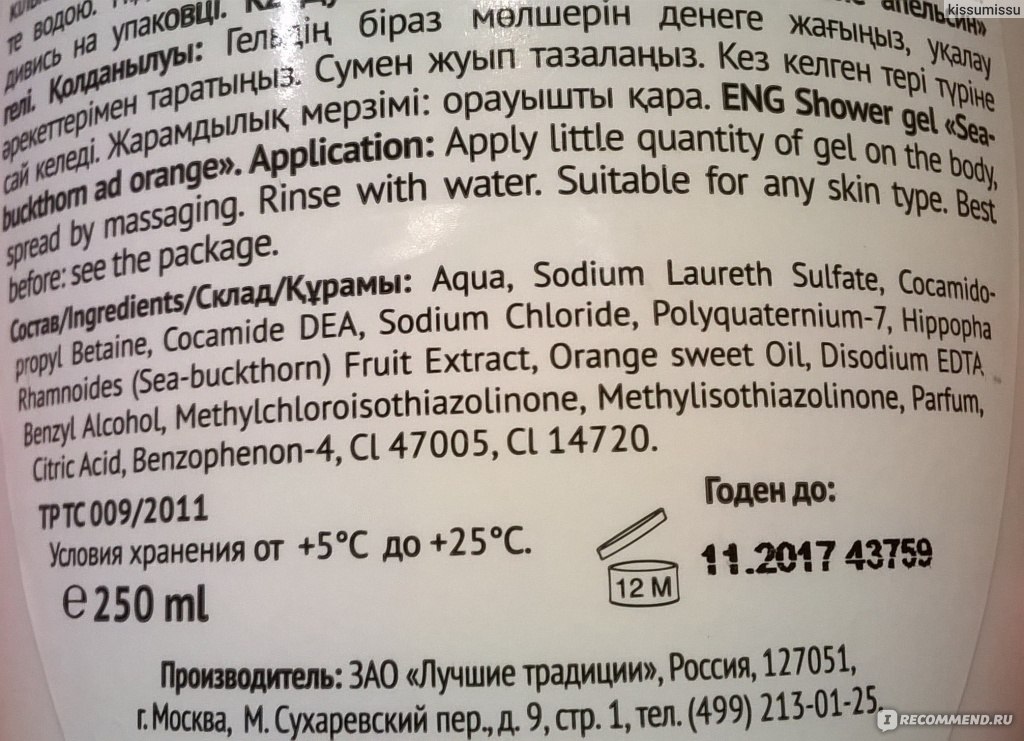 kissumissu
те водою.
апельсин»
дивись на упаковці.
гелі. Қолданылуы: Гельдің біраз мөлшерін денеге жағыңыз, уқалау
арекеттерімен таратыңыз. Сумен жуып тазалаңыз. Кез келген тері түріне
сай келеді. Жарамдылық мерзімі: орауышты қара. ENG Shower gel «Sea-
buckthorn ad orange». Application: Apply little quantity of gel on the body,
spread by massaging. Rinse with water. Suitable for any skin type. Best
before: see the package.
Состав/Ingredients/Склад/Құрамы: Aqua, Sodium Laureth Sulfate, Cocamido-
propyl Betaine, Cocamide DEA, Sodium Chloride, Polyquaternium-7, Hippopha
Rhamnoides (Sea-buckthorn) Fruit Extract, Orange sweet Oil, Disodium EDTA
Benzyl Alcohol, Methylchloroisothiazolinone, Methylisothiazolinone, Parfum,
Citric Acid, Benzophenon-4, Cl 47005, Cl 14720.
ТР ТС 009/2011
Условия хранения от +5°C до +25°C.
℮ 250 ml
12 M
Годен до:
11.2017 43759
Производитель: ЗАО «Лучшие традиции», Россия, 127051,
г. Москва, М. Сухаревский пер., д. 9, стр. 1, тел. (499) 213-01-25.
IRECOMMEND.RU